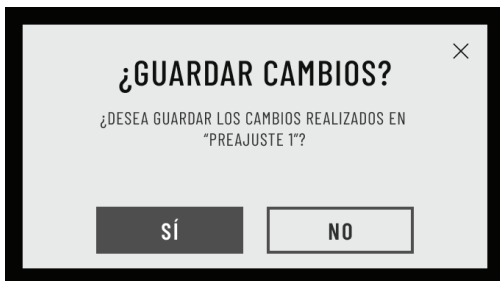 ¿GUARDAR CAMBIOS?
¿DESEA GUARDAR LOS CAMBIOS REALIZADOS EN
“PREAJUSTE 1”?
SÍ
NO